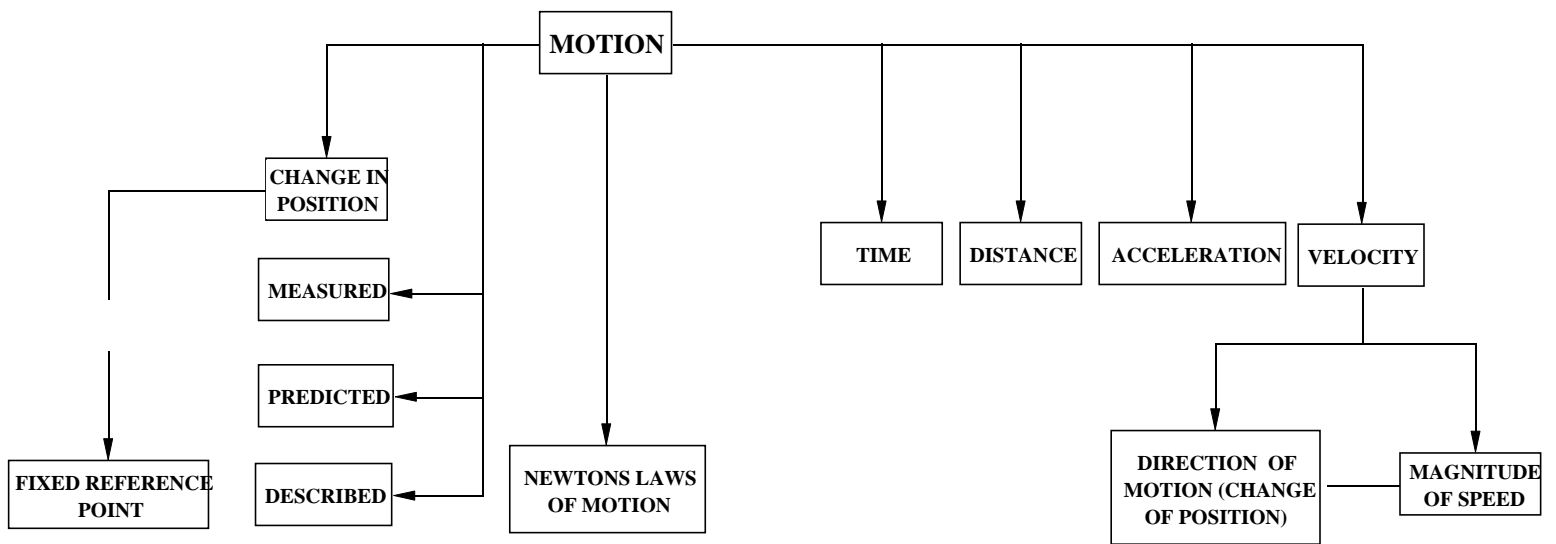 MOTION
CHANGE IN
POSITION
MEASURED
PREDICTED
DESCRIBED
FIXED REFERENCE
POINT
NEWTONS LAWS
OF MOTION
TIME
DISTANCE
ACCELERATION
VELOCITY
DIRECTION OF
MOTION (CHANGE
OF POSITION)
MAGNITUDE
OF SPEED